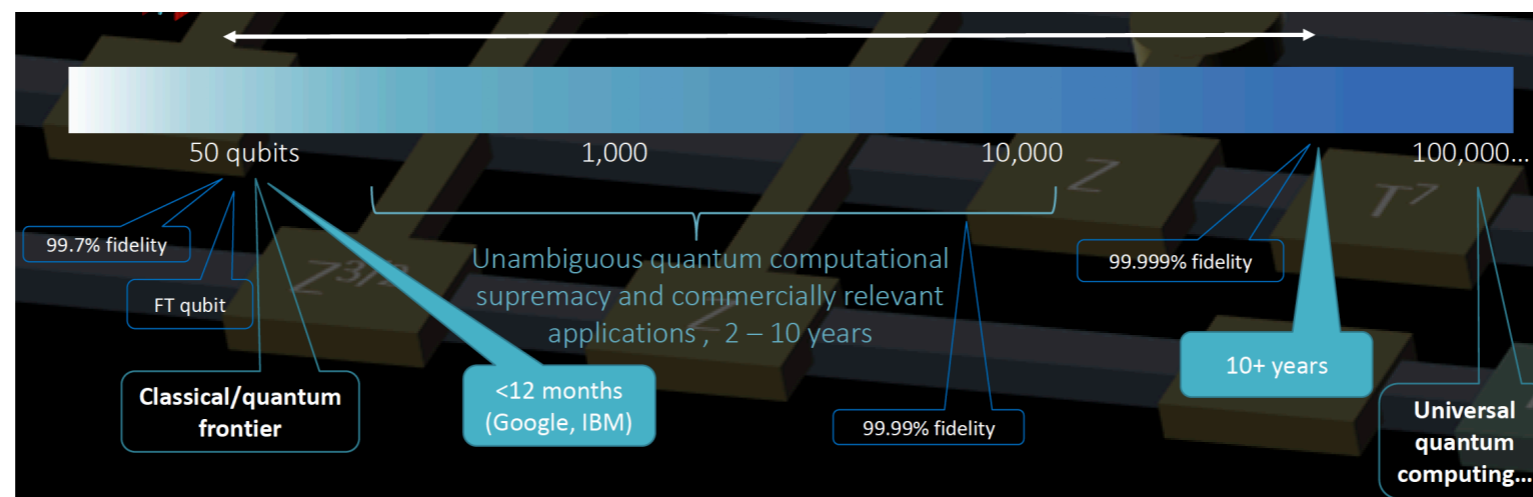 50 qubits
1,000
10,000
100,000…
99.7% fidelity
FT qubit
Classical/quantum
frontier
<12 months
(Google, IBM)
Unambiguous quantum computational
supremacy and commercially relevant
applications , 2 – 10 years
99.99% fidelity
99.999% fidelity
10+ years
Universal
quantum
computing…
Z
T⁷
Z